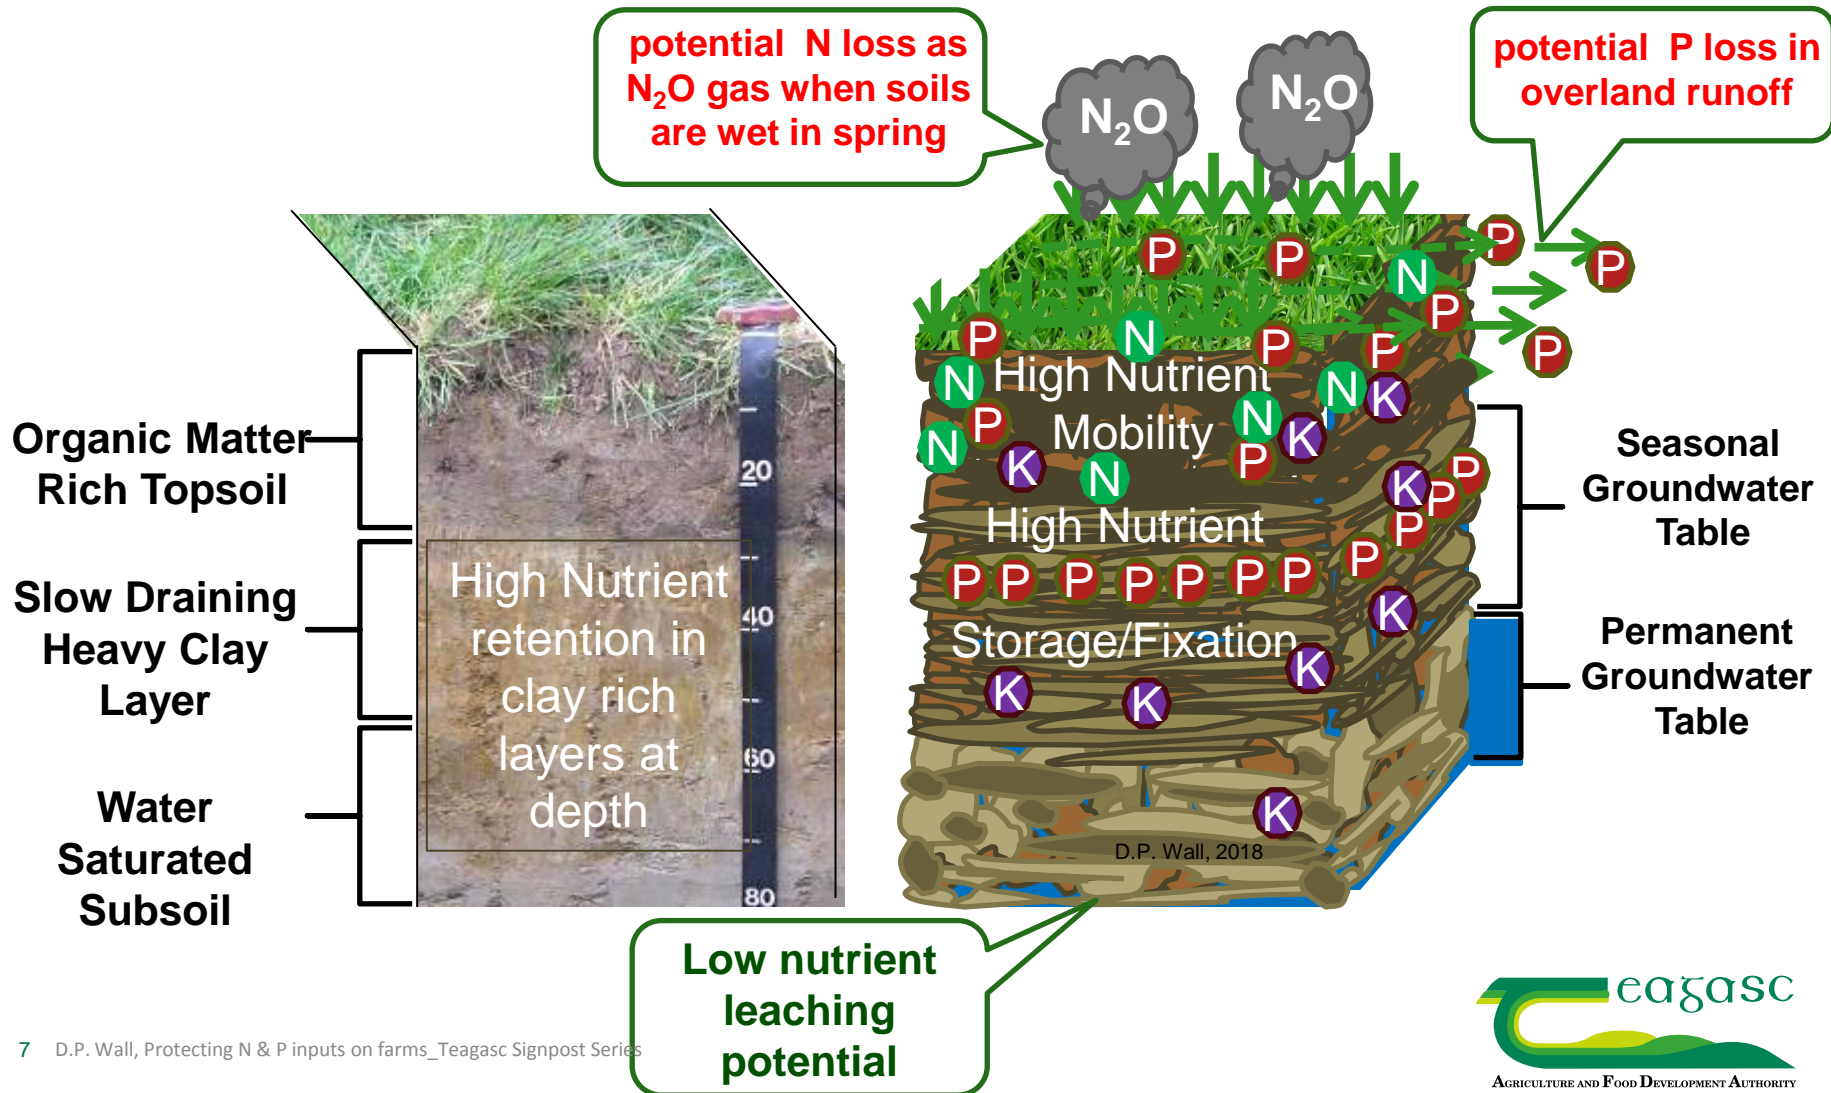 potential  N loss as
N₂O gas when soils
are wet in spring
N₂O
N₂O
potential  P loss in
overland runoff
Organic Matter
Rich Topsoil
Slow Draining
Heavy Clay
Layer
Water
Saturated
Subsoil
20
40
60
80
High Nutrient
retention in
clay rich
layers at
depth
P
P
P
P
N
P
P
N
P
P
P
P
N
High Nutrient
N
K
Mobility
P
N
K
N
K
N
P
K
P
P
High Nutrient
P
P
P
P
P
P
P
P
P
K
Storage/Fixation
K
K
K
K
D.P. Wall, 2018
Seasonal
Groundwater
Table
Permanent
Groundwater
Table
Low nutrient
leaching
potential
7 D.P. Wall, Protecting N & P inputs on farms_Teagasc Signpost Series
eagasc
AGRICULTURE AND FOOD DEVELOPMENT AUTHORITY